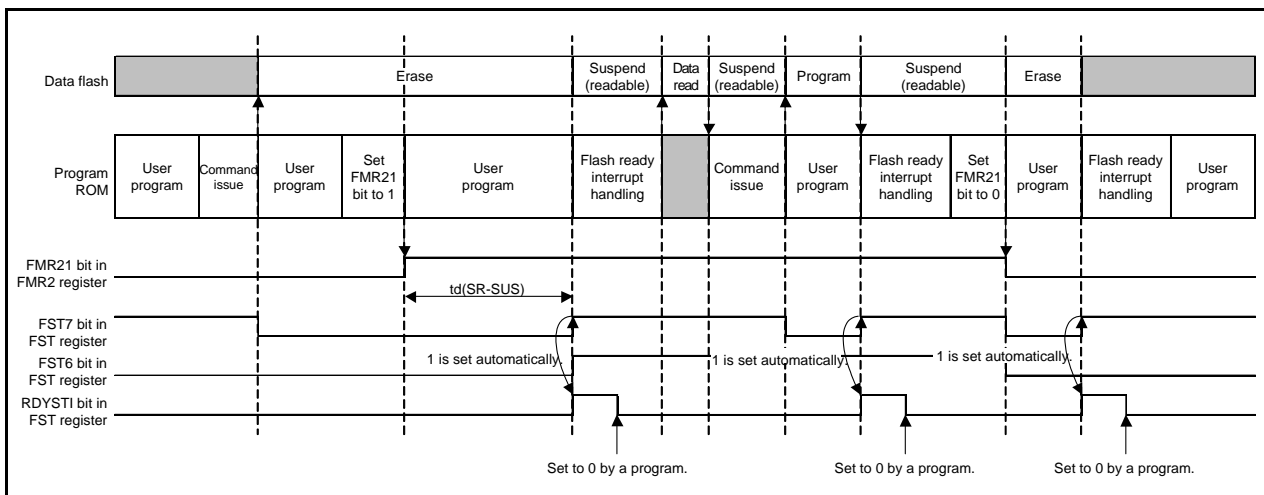 Data flash
Erase
Suspend
(readable)
Data
read
Suspend
(readable)
Program
Suspend
(readable)
Erase
Program
ROM
User
program
Command
issue
User
program
Set
FMR21
bit to 1
User
program
Flash ready
interrupt
handling
Command
issue
User
program
Flash ready
interrupt
handling
Set
FMR21
bit to 0
User
program
Flash ready
interrupt
handling
User
program
FMR21 bit in
FMR2 register
td(SR-SUS)
FST7 bit in
FST register
1 is set automatically.
1 is set automatically.
1 is set automatically.
FST6 bit in
FST register
RDYSTI bit in
FST register
Set to 0 by a program.
Set to 0 by a program.
Set to 0 by a program.